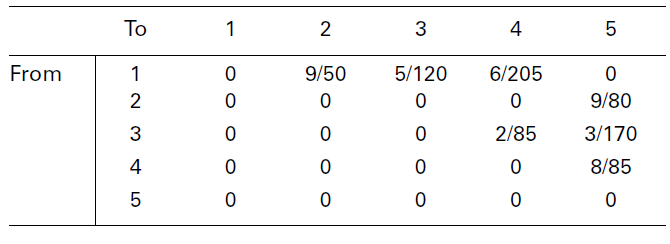 To 1 2 3 4 5
From 1 0 9/50 5/120 6/205 0
2 0 0 0 0 9/80
3 0 0 0 2/85 3/170
4 0 0 0 0 8/85
5 0 0 0 0 0